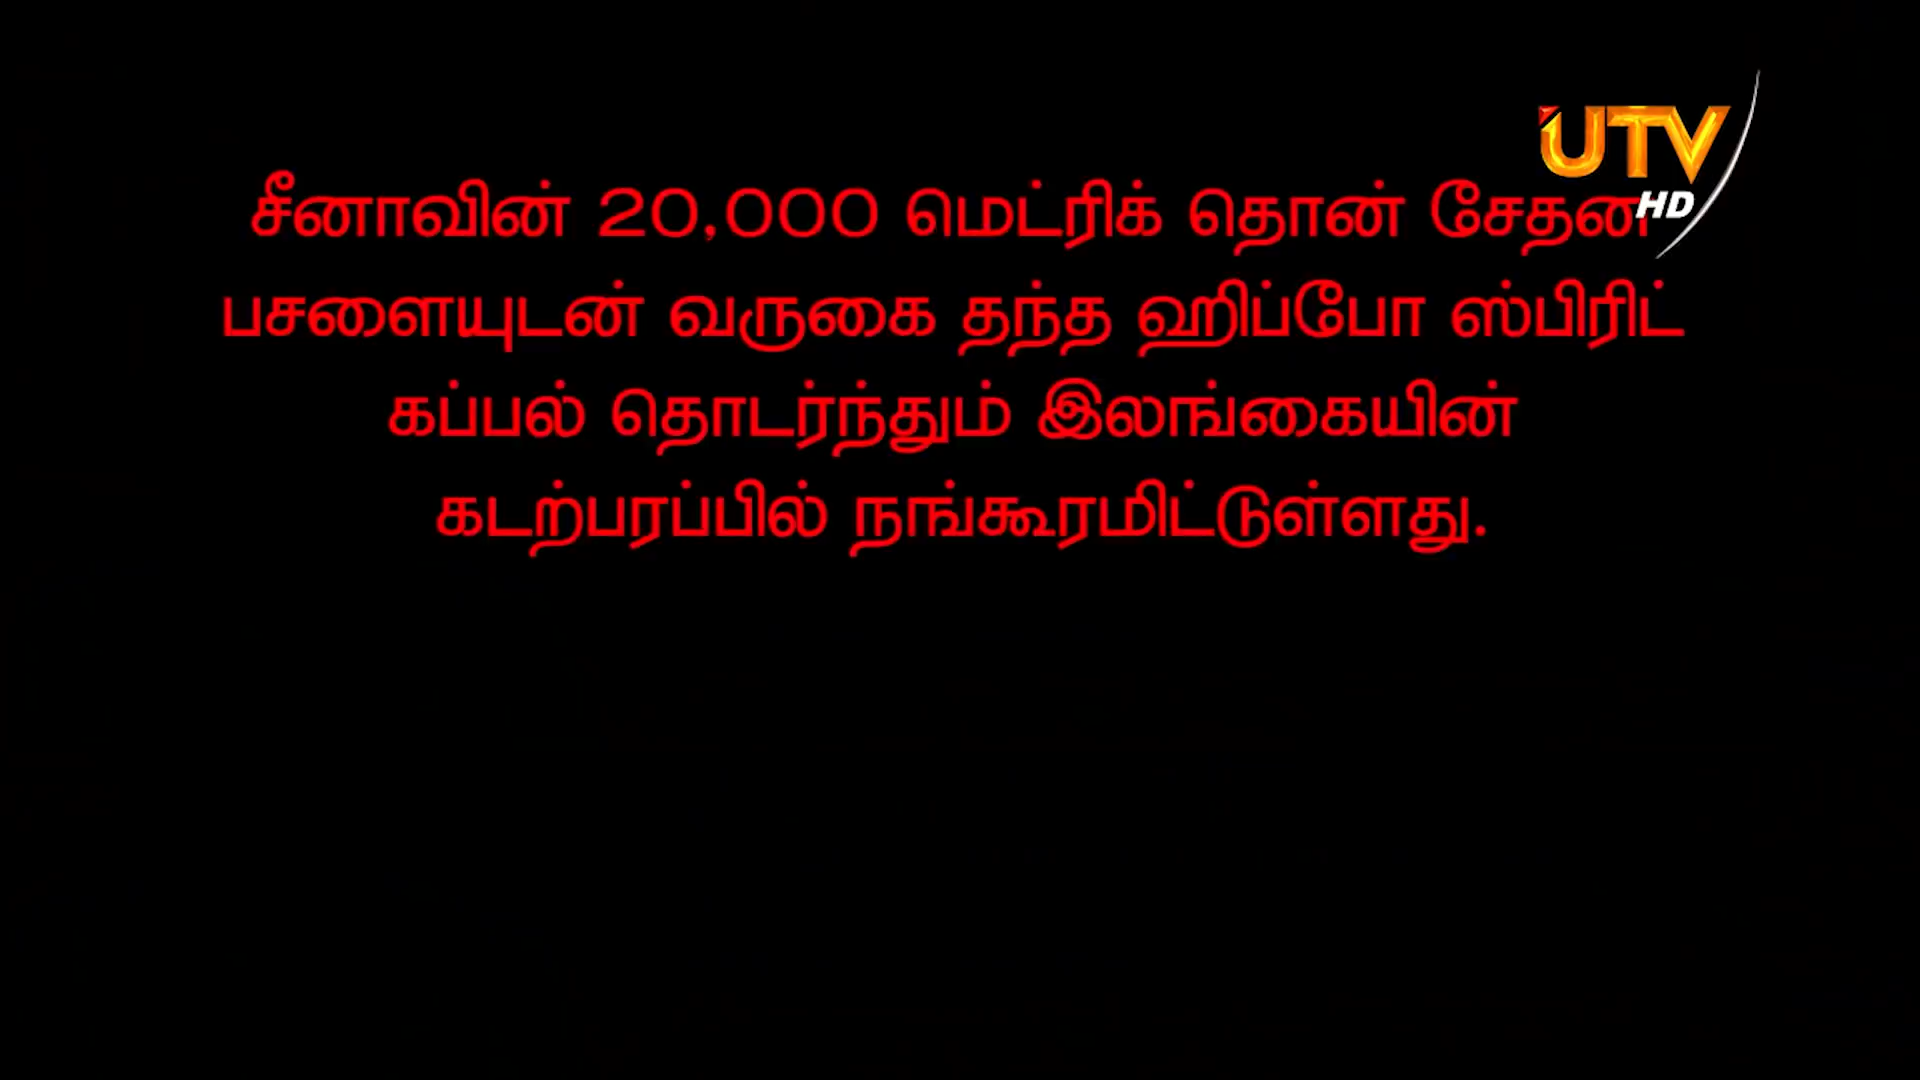 UTV
HD
சீனாவின் 20,000 மெட்ரிக் தொன் சேதன
பசளையுடன் வருகை தந்த ஹிப்போ ஸ்பிரிட்
கப்பல் தொடர்ந்தும் இலங்கையின்
கடற்பரப்பில் நங்கூரமிட்டுள்ளது.